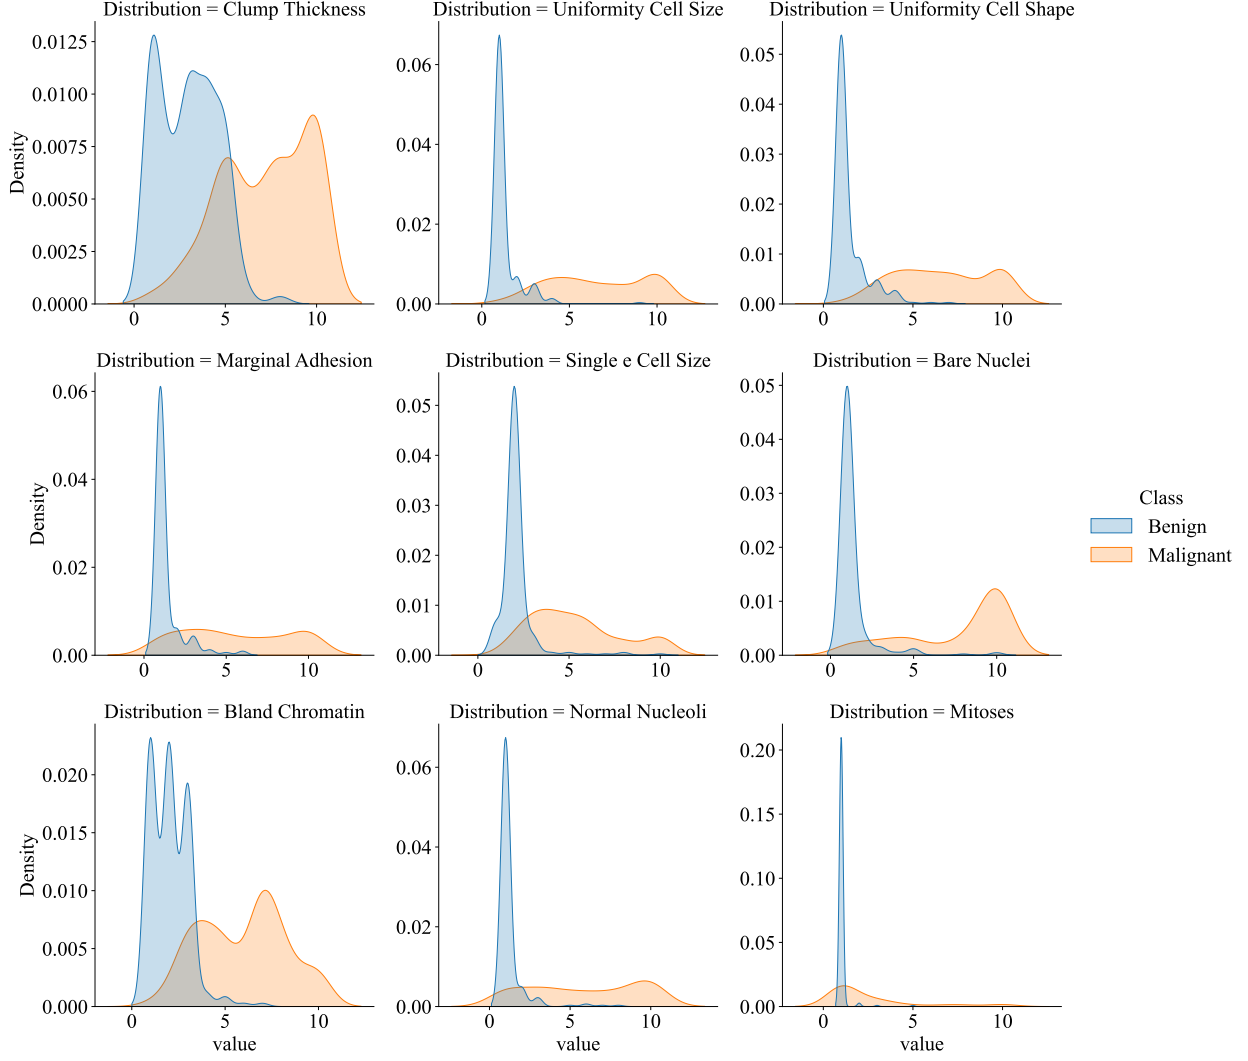 Distribution = Clump Thickness
Distribution = Uniformity Cell Size
Distribution = Uniformity Cell Shape
0.0125
0.0100
0.0075
0.0050
0.0025
0.0000
Density
0 5 10
0.06
0.04
0.02
0.00
0 5 10
0.05
0.04
0.03
0.02
0.01
0.00
0 5 10
Distribution = Marginal Adhesion
Distribution = Single e Cell Size
Distribution = Bare Nuclei
0.06
0.04
0.02
0.00
Density
0 5 10
0.05
0.04
0.03
0.02
0.01
0.00
0 5 10
0.05
0.04
0.03
0.02
0.01
0.00
0 5 10
Class
Benign
Malignant
Distribution = Bland Chromatin
Distribution = Normal Nucleoli
Distribution = Mitoses
0.020
0.015
0.010
0.005
0.000
Density
0 5 10
value
0.06
0.04
0.02
0.00
0 5 10
value
0.20
0.15
0.10
0.05
0.00
0 5 10
value